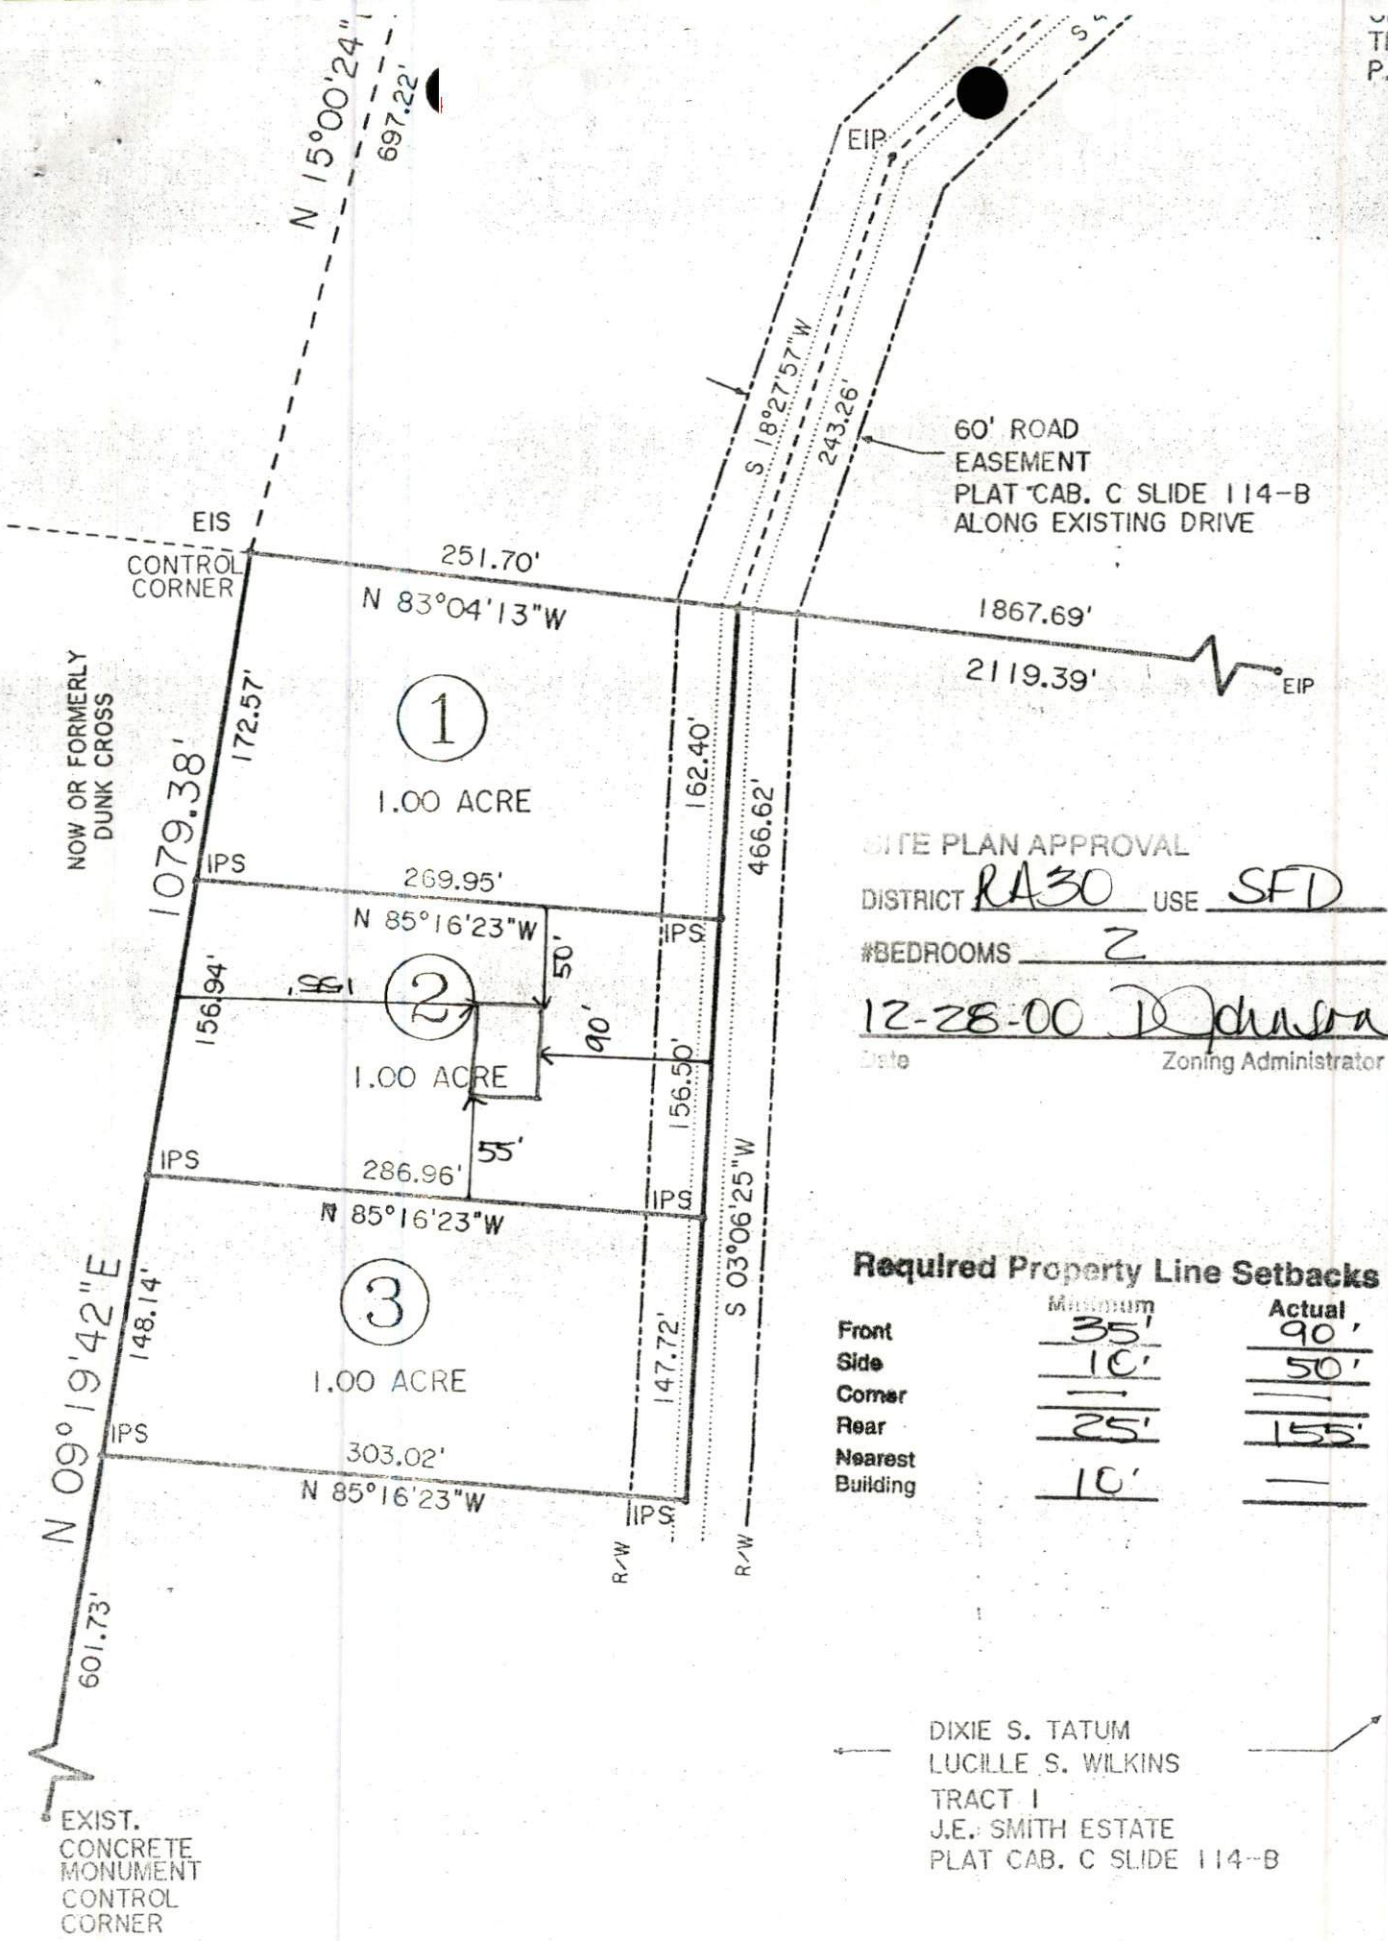 N 15°00'24"
697.22'
EIP
S 18°27'57"W
243.26'
60' ROAD
EASEMENT
PLAT CAB. C SLIDE 114-B
ALONG EXISTING DRIVE
EIS
CONTROL
CORNER
251.70'
N 83°04'13"W
1867.69'
2119.39'
EIP
NOW OR FORMERLY
DUNK CROSS
1079.38'
172.57'
1
1.00 ACRE
162.40'
466.62'
IPS
269.95'
N 85°16'23"W
IPS
SITE PLAN APPROVAL
DISTRICT RA30 USE SFD
#BEDROOMS 2
12-28-00 D Johnson
Date Zoning Administrator
156.94'
155'
2
50'
90'
1.00 ACRE
156.50'
55'
IPS
286.96'
IPS
N 85°16'23"W
S 03°06'25"W
N 09°19'42"E
148.14'
3
1.00 ACRE
147.72'
Required Property Line Setbacks
Minimum Actual
Front 35' 90'
Side 10' 50'
Corner — —
Rear 25' 155'
Nearest
Building 10' —
IPS
303.02'
N 85°16'23"W
IPS
R/W
R/W
601.73'
DIXIE S. TATUM
LUCILLE S. WILKINS
TRACT 1
J.E. SMITH ESTATE
PLAT CAB. C SLIDE 114-B
EXIST.
CONCRETE
MONUMENT
CONTROL
CORNER